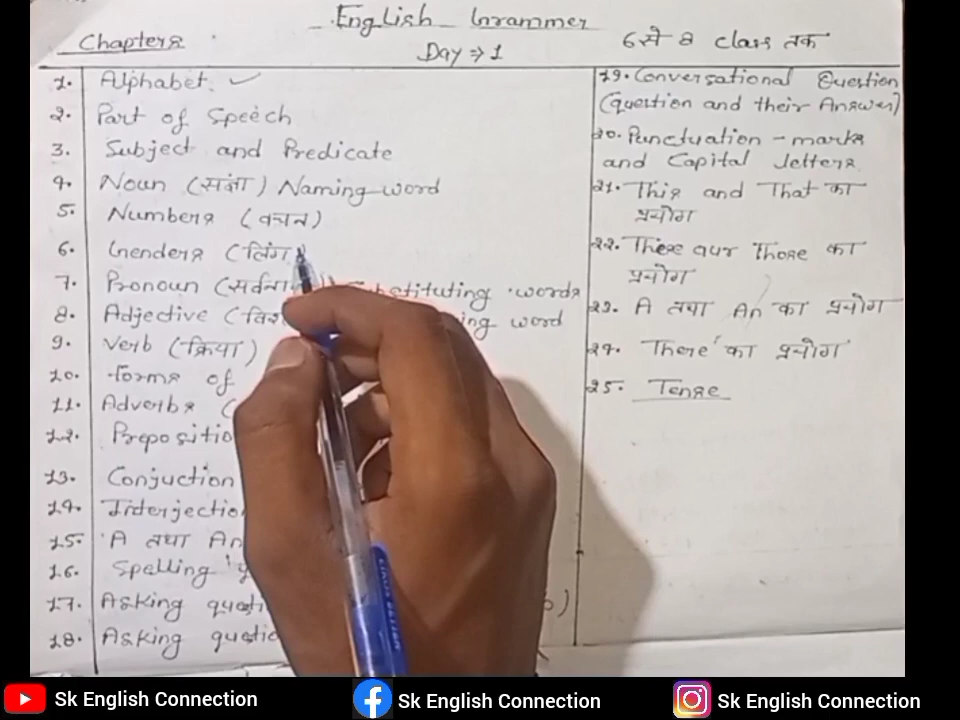 English Grammer
Chapters
Day ⇒ 1
6 से 8 class तक
1. Alphabet. ✓
2. Part of Speech
3. Subject and Predicate
4. Noun (संज्ञा) Naming word
5. Numbers (वचन)
6. Genders (लिंग)
7. Pronoun words
8. Adjective word
9. Verb (क्रिया)
10. forms of
11. Adverbs (
12.
13. Conjuction
14.
15. A तथा An
16. Spelling
17. Asking
18. Asking
19. Conversational Question
(question and their Answer)
20. Punctuation - marks
and Capital letters
21. This and That का
प्रयोग
22. These aur Those का
प्रयोग
23. A तथा An का प्रयोग
24. There का प्रयोग
25. Tense
Sk English Connection
Sk English Connection
Sk English Connection